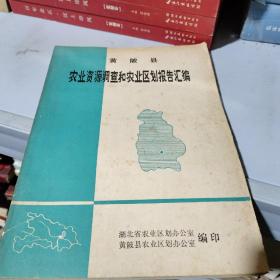 黄陂县
农业资源调查和农业区划报告汇编
湖北省农业区划办公室
黄陂县农业区划办公室
编印